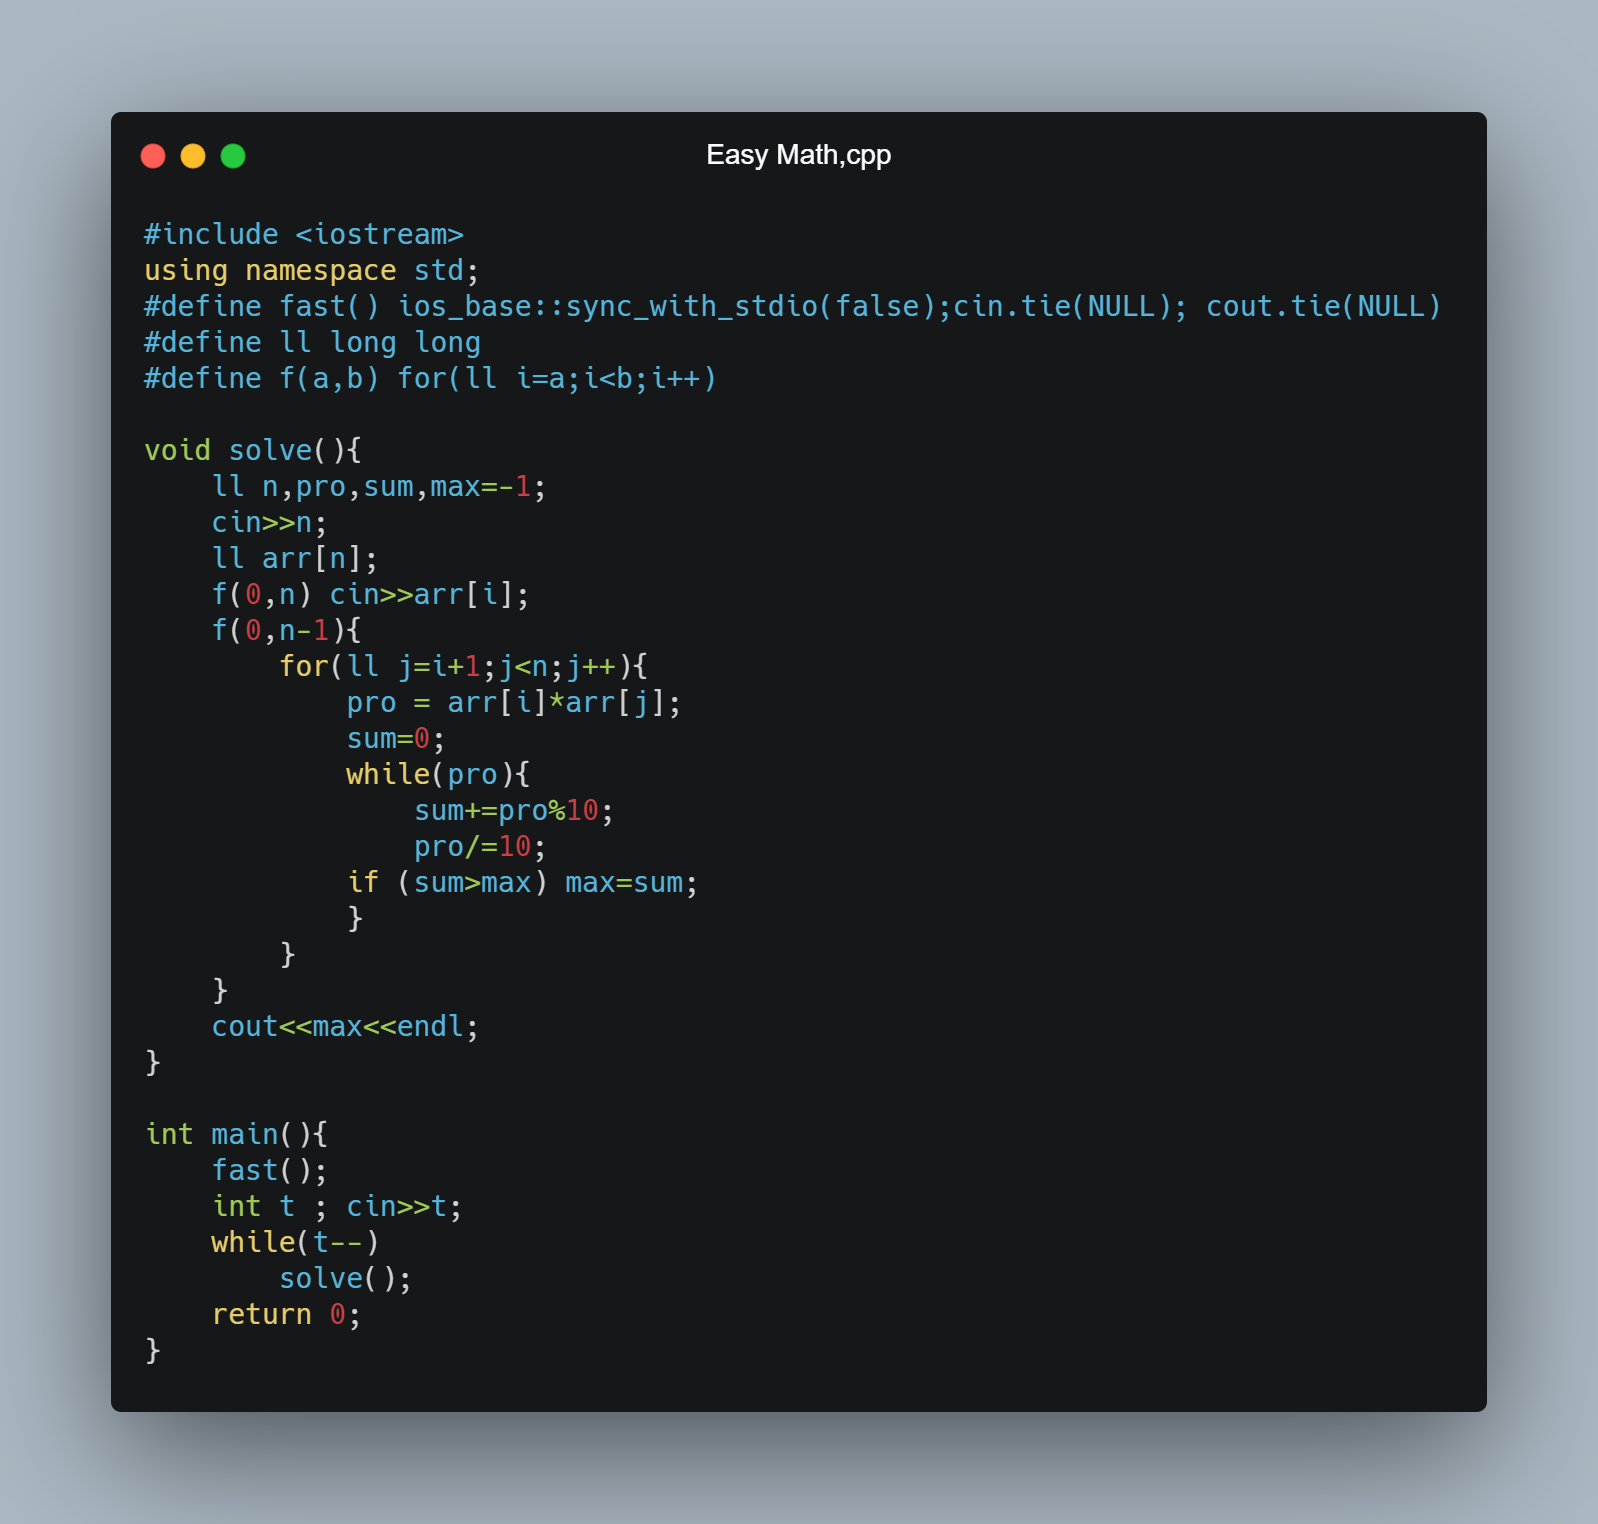 Easy Math,cpp
#include <iostream>
using namespace std;
#define fast() ios_base::sync_with_stdio(false);cin.tie(NULL); cout.tie(NULL)
#define ll long long
#define f(a,b) for(ll i=a;i<b;i++)

void solve(){
    ll n,pro,sum,max=-1;
    cin>>n;
    ll arr[n];
    f(0,n) cin>>arr[i];
    f(0,n-1){
        for(ll j=i+1;j<n;j++){
            pro = arr[i]*arr[j];
            sum=0;
            while(pro){
                sum+=pro%10;
                pro/=10;
            if (sum>max) max=sum;
            }
        }
    }
    cout<<max<<endl;
}

int main(){
    fast();
    int t ; cin>>t;
    while(t--)
        solve();
    return 0;
}